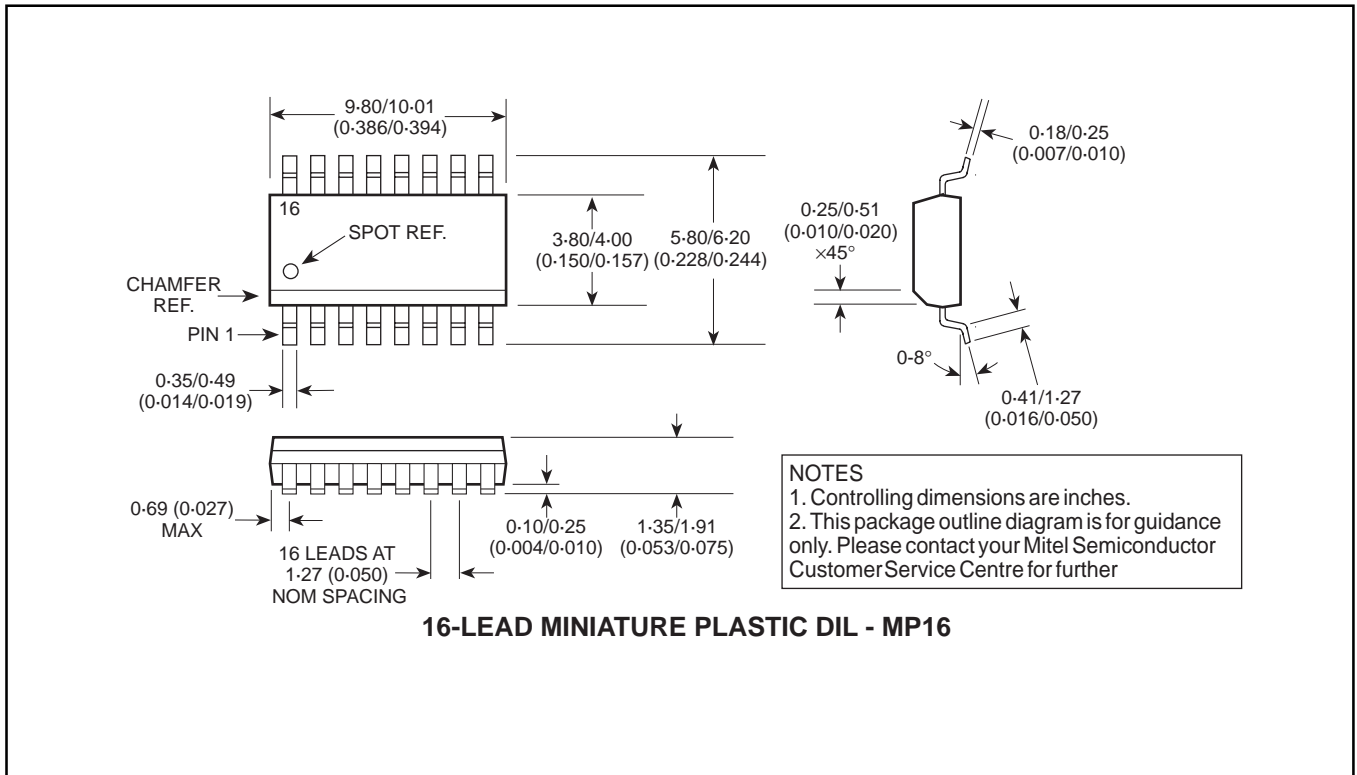 9·80/10·01
(0·386/0·394)
16
SPOT REF.
CHAMFER
REF.
PIN 1
3·80/4·00
(0·150/0·157)
5·80/6·20
(0·228/0·244)
0·35/0·49
(0·014/0·019)
0·18/0·25
(0·007/0·010)
0·25/0·51
(0·010/0·020)
×45°
0-8°
0·41/1·27
(0·016/0·050)
0·69 (0·027)
MAX
16 LEADS AT
1·27 (0·050)
NOM SPACING
0·10/0·25
(0·004/0·010)
1·35/1·91
(0·053/0·075)
NOTES
1. Controlling dimensions are inches.
2. This package outline diagram is for guidance
only. Please contact your Mitel Semiconductor
Customer Service Centre for further
16-LEAD MINIATURE PLASTIC DIL - MP16